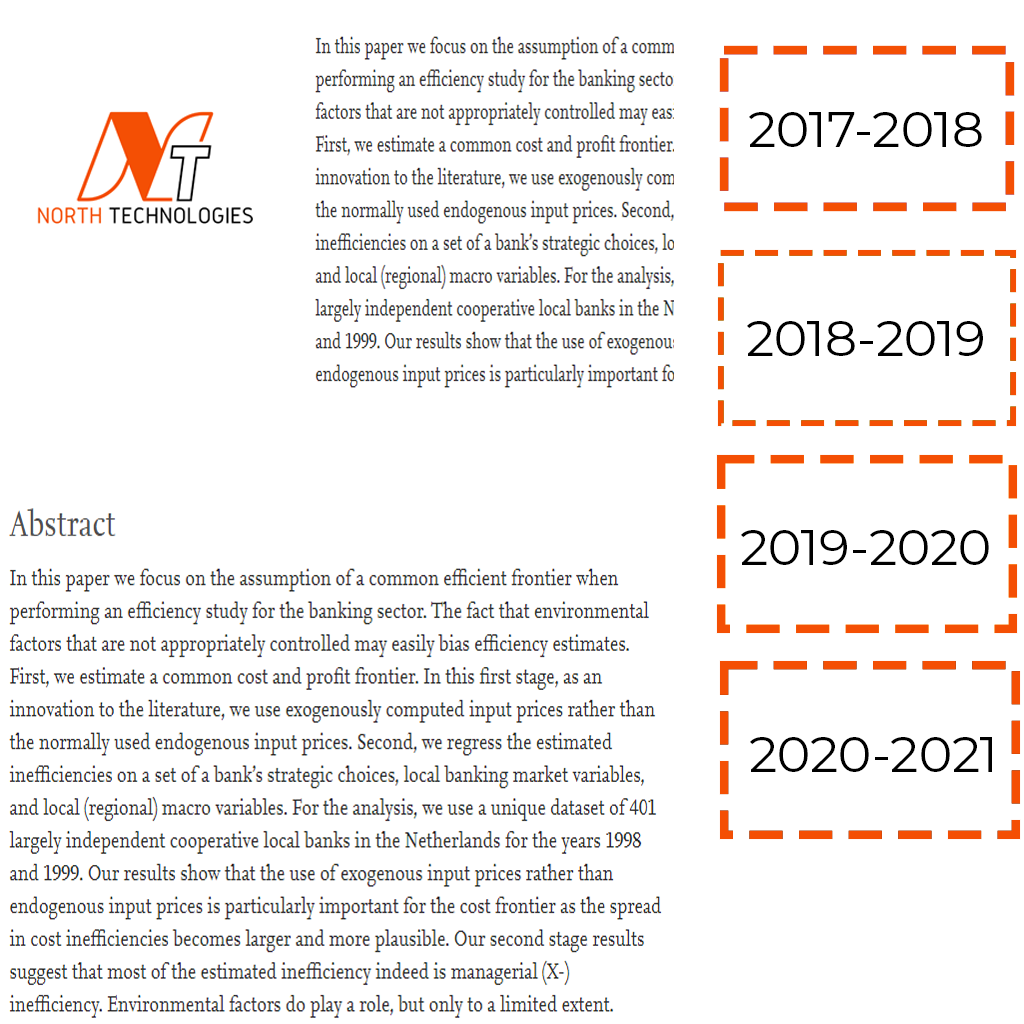 NT
NORTH TECHNOLOGIES
In this paper we focus on the assumption of a comm
performing an efficiency study for the banking secto
factors that are not appropriately controlled may eas
First, we estimate a common cost and profit frontier.
innovation to the literature, we use exogenously com
the normally used endogenous input prices. Second,
inefficiencies on a set of a bank's strategic choices, lo
and local (regional) macro variables. For the analysis,
largely independent cooperative local banks in the N
and 1999. Our results show that the use of exogenou
endogenous input prices is particularly important fo
2017-2018
2018-2019
2019-2020
2020-2021
Abstract
In this paper we focus on the assumption of a common efficient frontier when
performing an efficiency study for the banking sector. The fact that environmental
factors that are not appropriately controlled may easily bias efficiency estimates.
First, we estimate a common cost and profit frontier. In this first stage, as an
innovation to the literature, we use exogenously computed input prices rather than
the normally used endogenous input prices. Second, we regress the estimated
inefficiencies on a set of a bank's strategic choices, local banking market variables,
and local (regional) macro variables. For the analysis, we use a unique dataset of 401
largely independent cooperative local banks in the Netherlands for the years 1998
and 1999. Our results show that the use of exogenous input prices rather than
endogenous input prices is particularly important for the cost frontier as the spread
in cost inefficiencies becomes larger and more plausible. Our second stage results
suggest that most of the estimated inefficiency indeed is managerial (X-)
inefficiency. Environmental factors do play a role, but only to a limited extent.